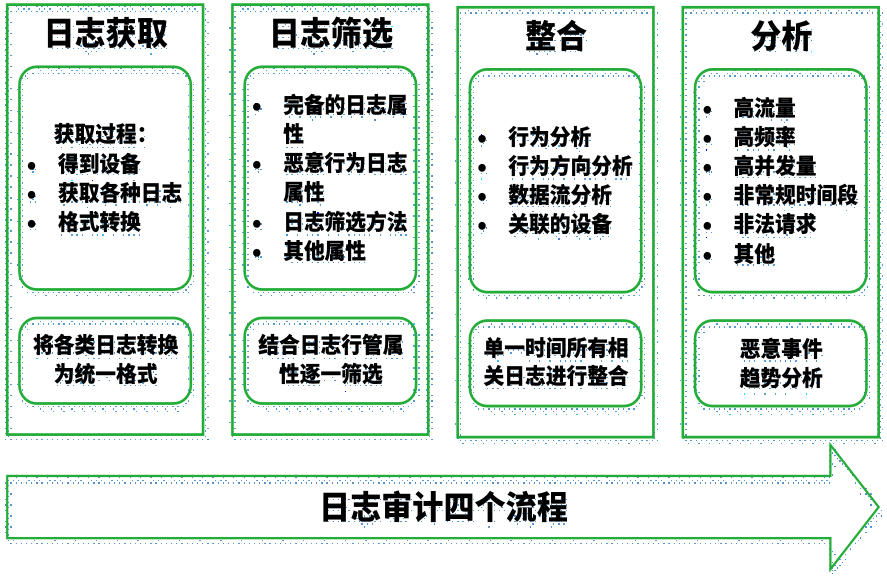 日志获取
获取过程：
• 得到设备
• 获取各种日志
• 格式转换
将各类日志转换
为统一格式
日志筛选
• 完备的日志属
性
• 恶意行为日志
属性
• 日志筛选方法
• 其他属性
结合日志行管属
性逐一筛选
整合
• 行为分析
• 行为方向分析
• 数据流分析
• 关联的设备
单一时间所有相
关日志进行整合
分析
• 高流量
• 高频率
• 高并发量
• 非常规时间段
• 非法请求
• 其他
恶意事件
趋势分析
日志审计四个流程